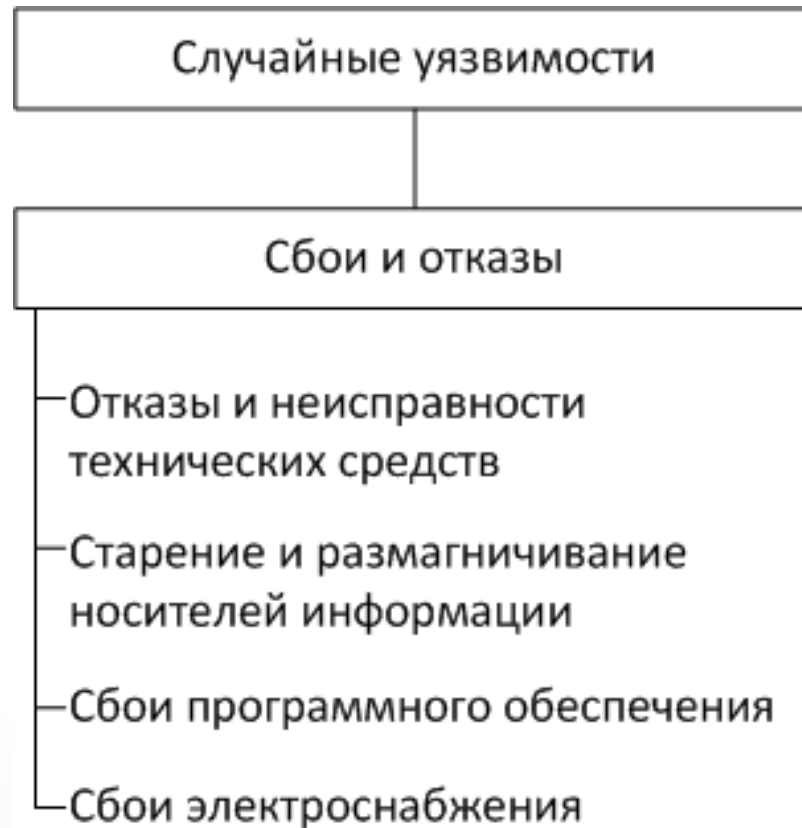 Случайные уязвимости
Сбои и отказы
Отказы и неисправности
технических средств
Старение и размагничивание
носителей информации
Сбои программного обеспечения
Сбои электроснабжения